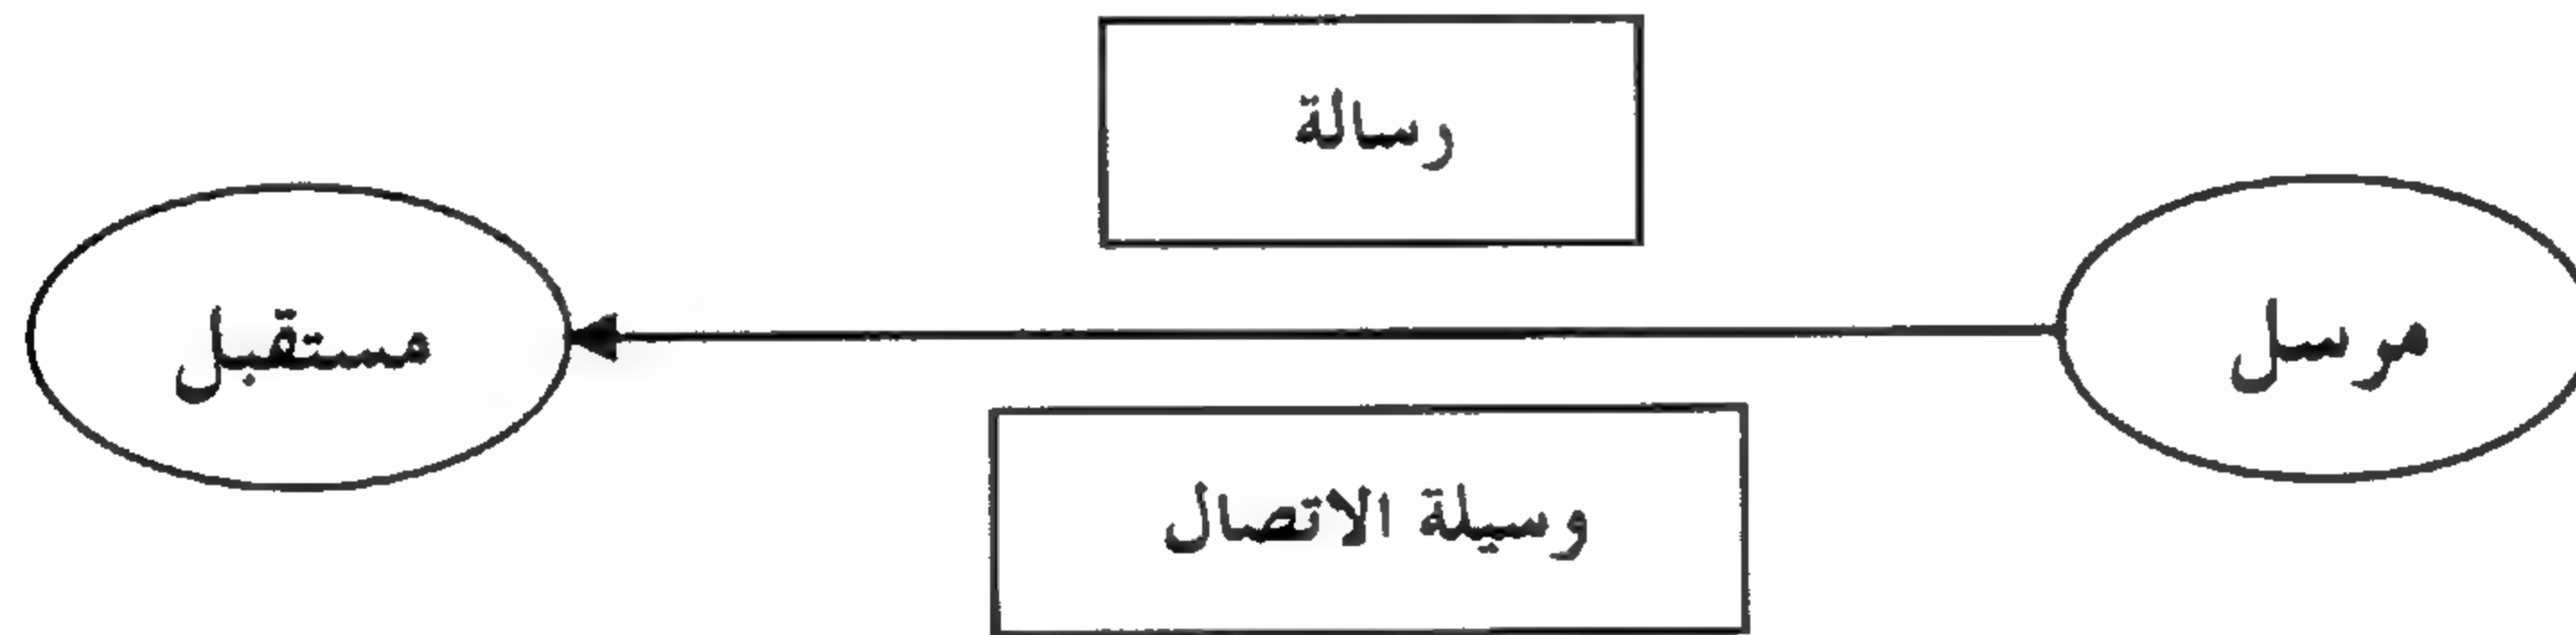 رسالة
مرسل
مستقبل
وسيلة الاتصال